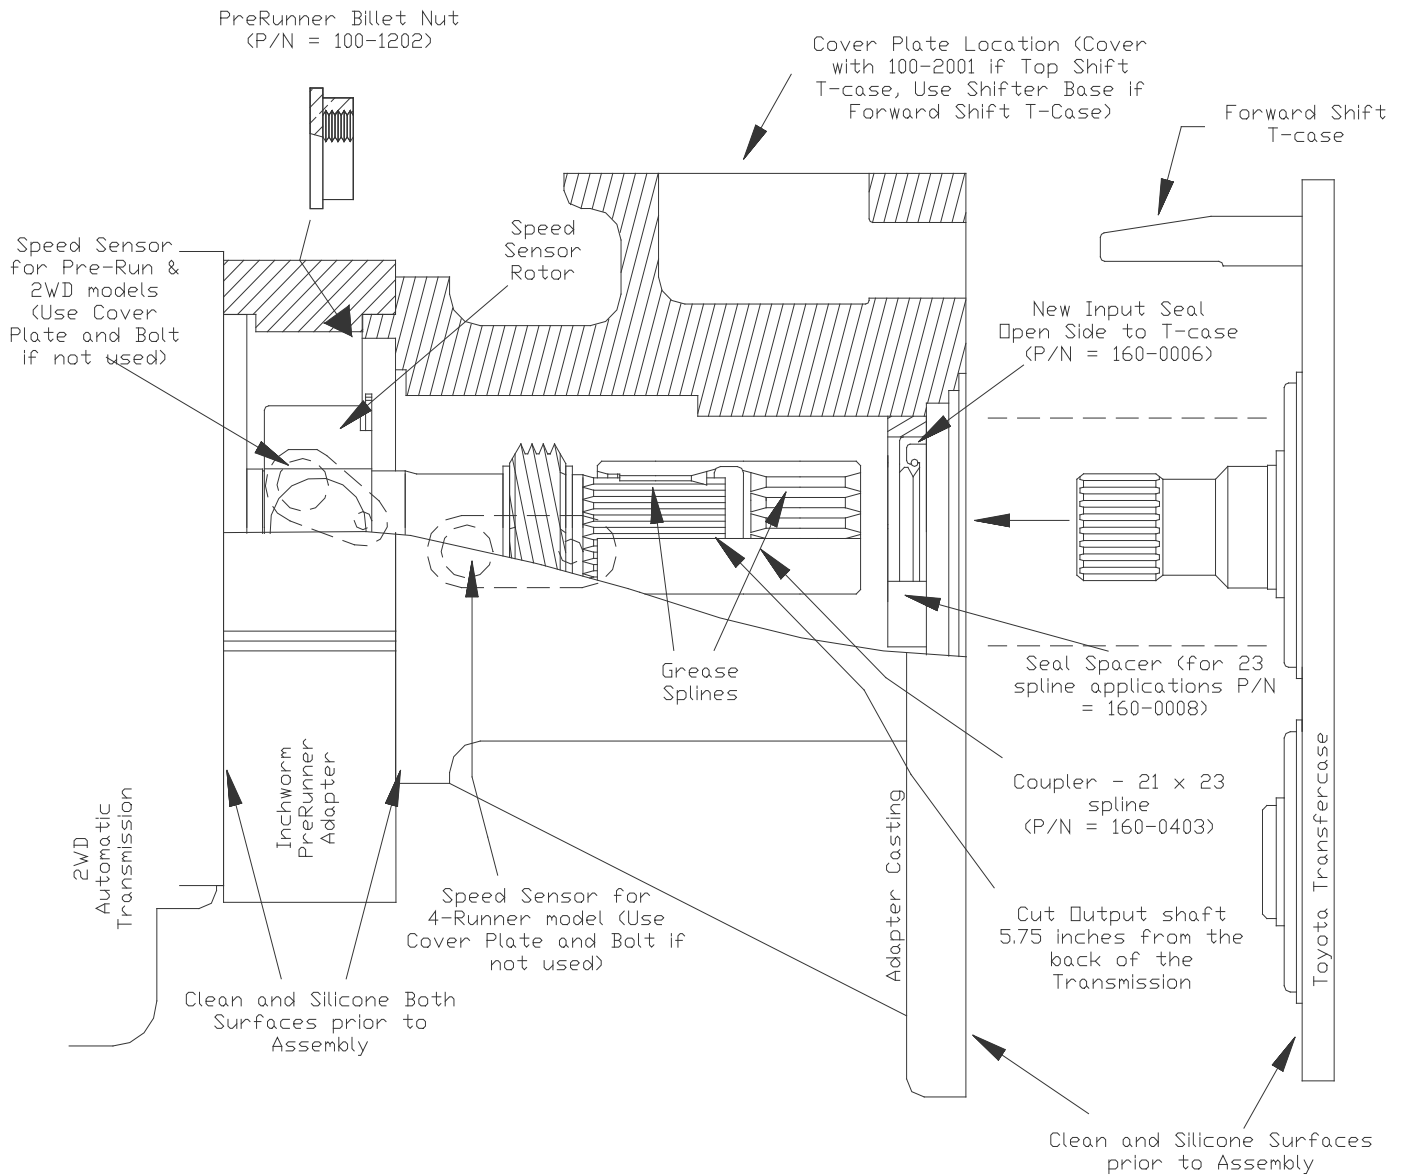 PreRunner Billet Nut
(P/N = 100-1202)
Cover Plate Location (Cover
with 100-2001 if Top Shift
T-case, Use Shifter Base if
Forward Shift T-Case)
Forward Shift
T-case
Speed Sensor
for Pre-Run &
2WD models
(Use Cover
Plate and Bolt
if not used)
Speed
Sensor
Rotor
New Input Seal
Open Side to T-case
(P/N = 160-0006)
Grease
Splines
Seal Spacer (for 23
spline applications P/N
= 160-0008)
Coupler - 21 x 23
spline
(P/N = 160-0403)
Cut Output shaft
5.75 inches from the
back of the
Transmission
2WD
Automatic
Transmission
Inchworm
PreRunner
Adapter
Adapter Casting
Toyota Transfercase
Speed Sensor for
4-Runner model (Use
Cover Plate and Bolt if
not used)
Clean and Silicone Both
Surfaces prior to
Assembly
Clean and Silicone Surfaces
prior to Assembly